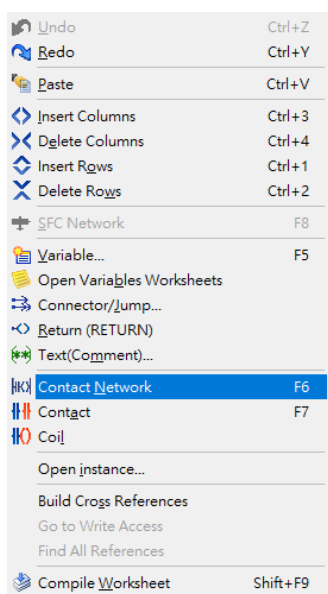 Undo Ctrl+Z
Redo Ctrl+Y
Paste Ctrl+V
Insert Columns Ctrl+3
Delete Columns Ctrl+4
Insert Rows Ctrl+1
Delete Rows Ctrl+2
SFC Network F8
Variable... F5
Open Variables Worksheets
Connector/Jump...
Return (RETURN)
Text(Comment)...
Contact Network F6
Contact F7
Coil
Open instance...
Build Cross References
Go to Write Access
Find All References
Compile Worksheet Shift+F9